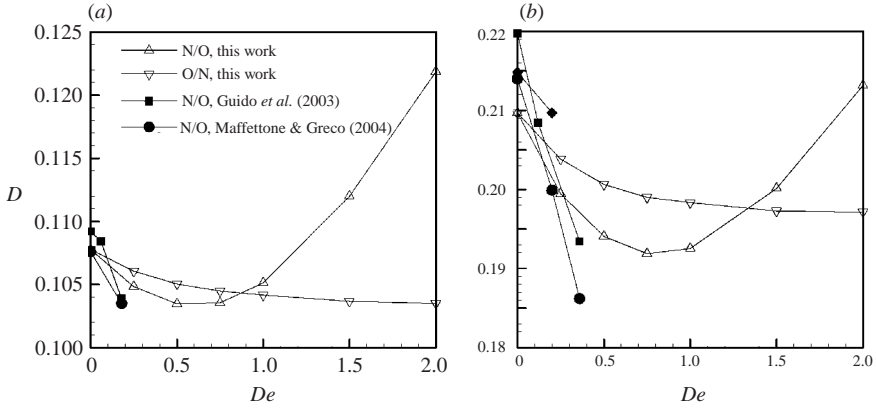 (a)
0.125
0.120
0.115
0.110
0.105
0.100
D
N/O, this work
O/N, this work
N/O, Guido et al. (2003)
N/O, Maffettone & Greco (2004)
0 0.5 1.0 1.5 2.0
De
(b)
0.22
0.21
0.20
0.19
0.18
0 0.5 1.0 1.5 2.0
De